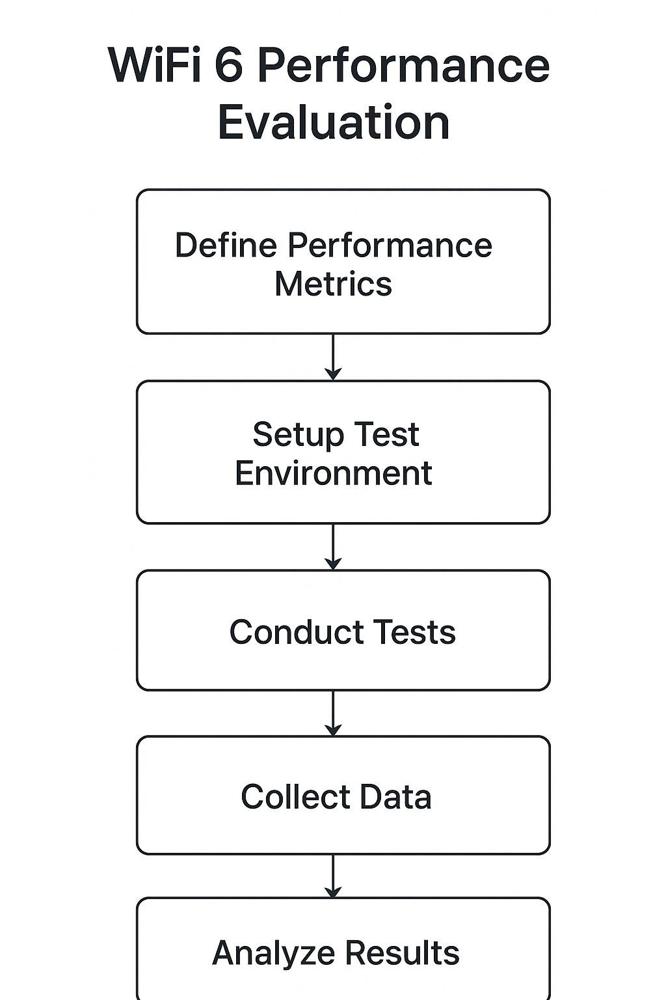 WiFi 6 Performance
Evaluation
Define Performance
Metrics
Setup Test
Environment
Conduct Tests
Collect Data
Analyze Results